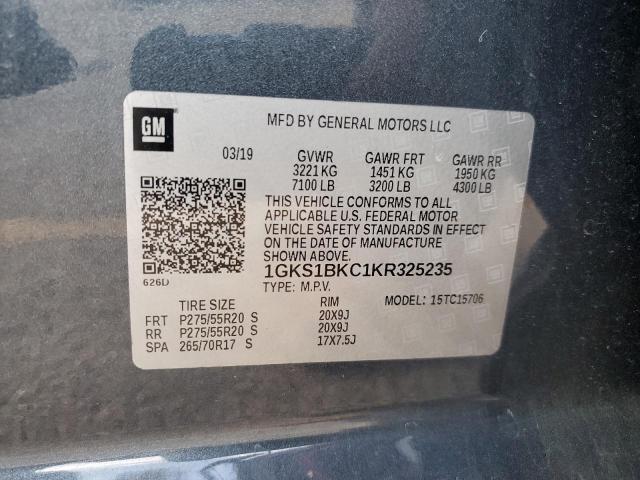 GM
MFD BY GENERAL MOTORS LLC
03/19 GVWR GAWR FRT GAWR RR
3221 KG 1451 KG 1950 KG
7100 LB 3200 LB 4300 LB
THIS VEHICLE CONFORMS TO ALL
APPLICABLE U.S. FEDERAL MOTOR
VEHICLE SAFETY STANDARDS IN EFFECT
ON THE DATE OF MANUFACTURE
SHOWN ABOVE.
1GKS1BKC1KR325235
626D
TYPE: M.P.V. MODEL: 15TC15706
TIRE SIZE RIM
FRT P275/55R20 S 20X9J
RR P275/55R20 S 20X9J
SPA 265/70R17 S 17X7.5J